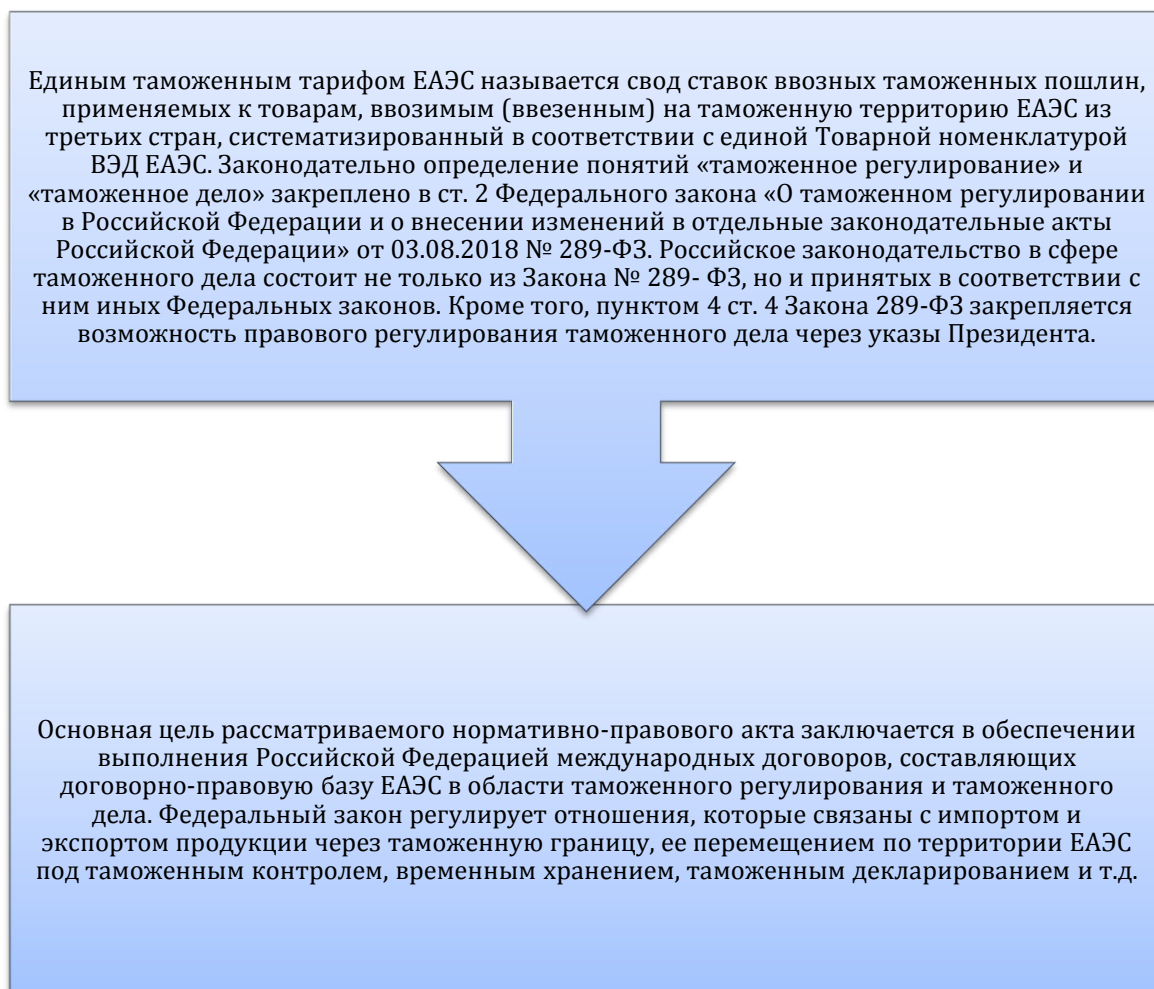 Единым таможенным тарифом ЕАЭС называется свод ставок ввозных таможенных пошлин,
применяемых к товарам, ввозимым (ввезенным) на таможенную территорию ЕАЭС из
третьих стран, систематизированный в соответствии с единой Товарной номенклатурой
ВЭД ЕАЭС. Законодательно определение понятий «таможенное регулирование» и
«таможенное дело» закреплено в ст. 2 Федерального закона «О таможенном регулировании
в Российской Федерации и о внесении изменений в отдельные законодательные акты
Российской Федерации» от 03.08.2018 № 289-ФЗ. Российское законодательство в сфере
таможенного дела состоит не только из Закона № 289- ФЗ, но и принятых в соответствии с
ним иных Федеральных законов. Кроме того, пунктом 4 ст. 4 Закона 289-ФЗ закрепляется
возможность правового регулирования таможенного дела через указы Президента.
Основная цель рассматриваемого нормативно-правового акта заключается в обеспечении
выполнения Российской Федерацией международных договоров, составляющих
договорно-правовую базу ЕАЭС в области таможенного регулирования и таможенного
дела. Федеральный закон регулирует отношения, которые связаны с импортом и
экспортом продукции через таможенную границу, ее перемещением по территории ЕАЭС
под таможенным контролем, временным хранением, таможенным декларированием и т.д.